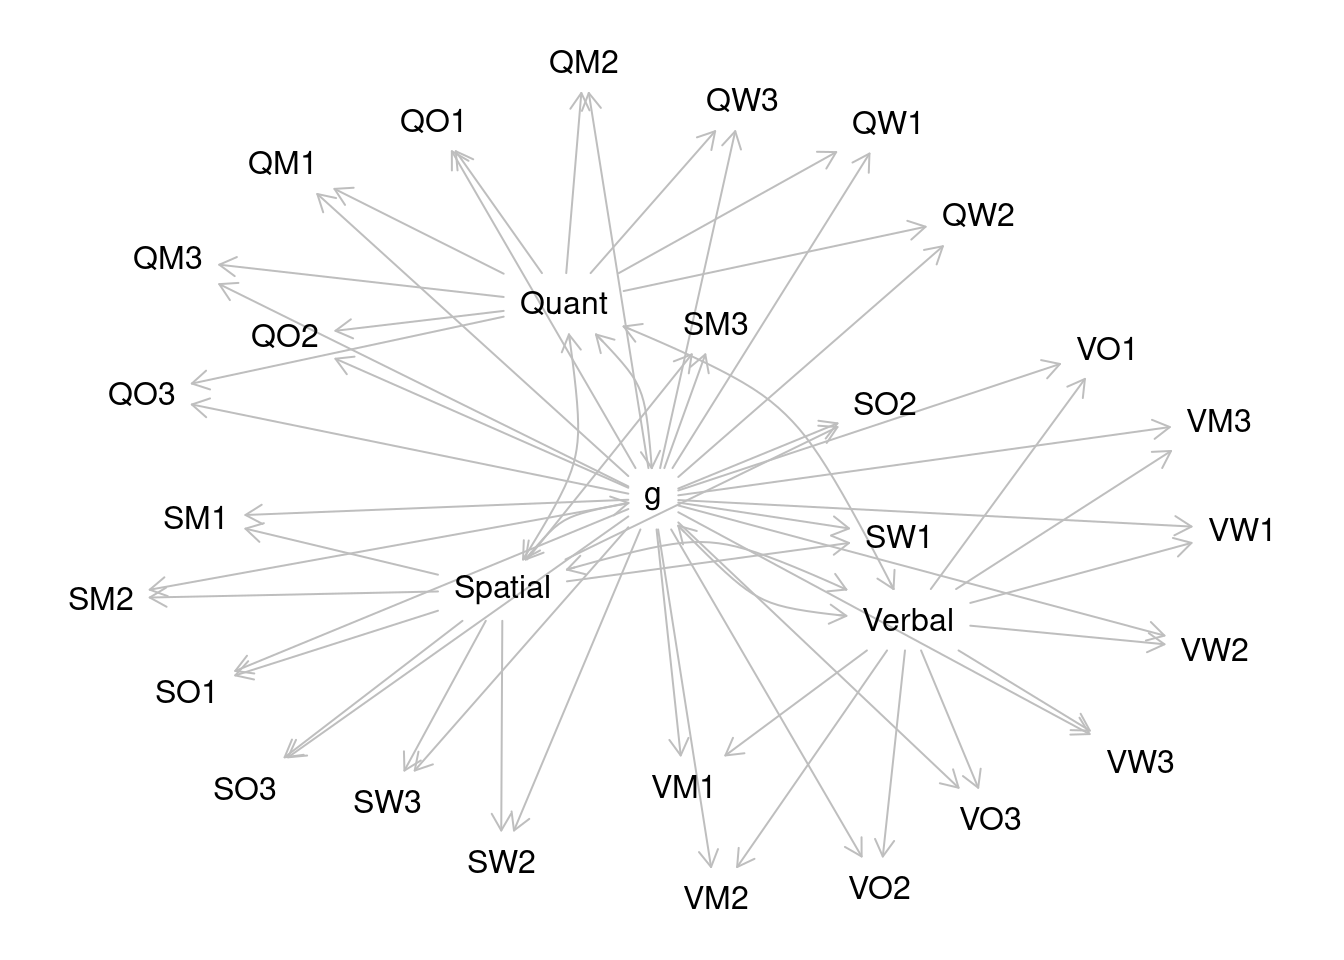 QM2
QW3
QO1
QW1
QM1
QW2
QM3
Quant
SM3
QO2
VO1
QO3
SO2
VM3
g
SM1
VW1
SW1
Spatial
SM2
Verbal
VW2
SO1
VW3
SO3
VM1
SW3
VO3
SW2
VO2
VM2